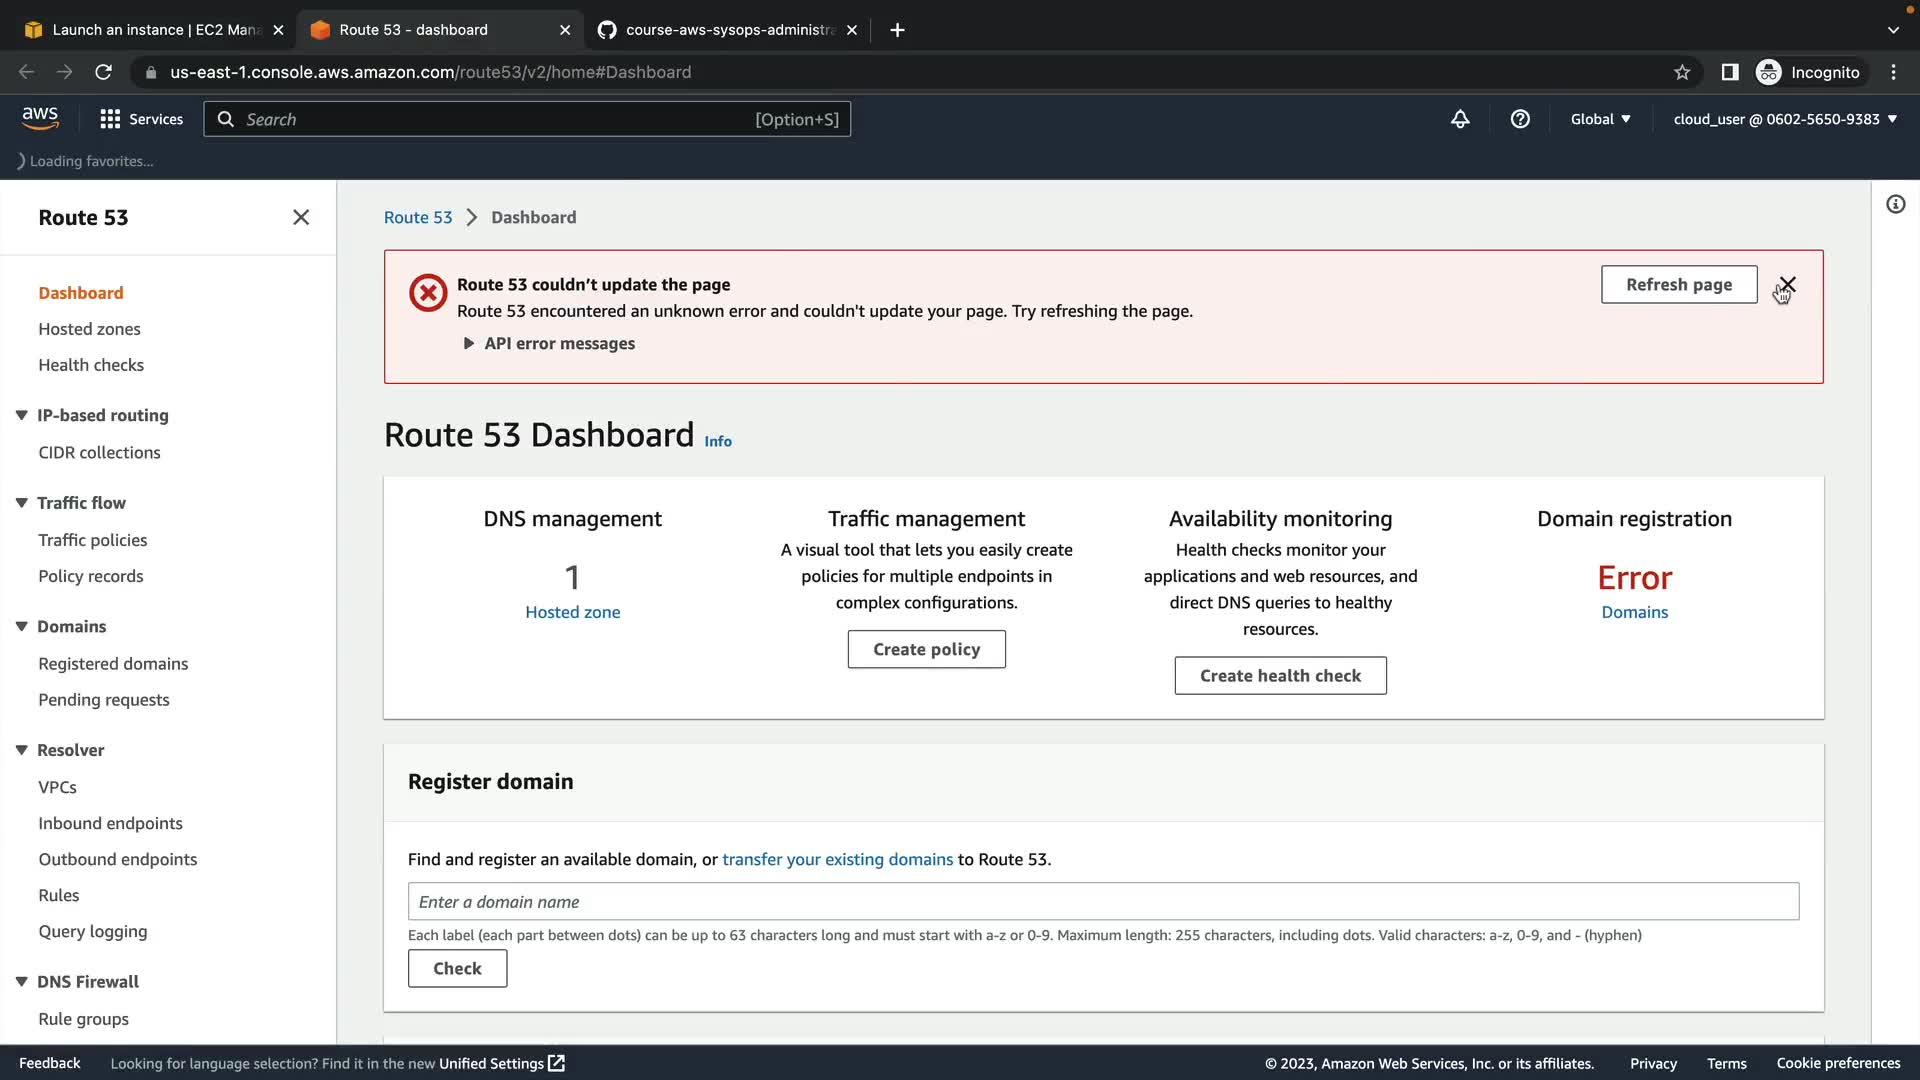 Launch an instance | EC2 Mana
Route 53 - dashboard
course-aws-sysops-administra
us-east-1.console.aws.amazon.com/route53/v2/home#Dashboard
Incognito
aws
Services
Search
[Option+S]
Global
cloud_user @ 0602-5650-9383
Loading favorites...
Route 53
Dashboard
Hosted zones
Health checks
IP-based routing
CIDR collections
Traffic flow
Traffic policies
Policy records
Domains
Registered domains
Pending requests
Resolver
VPCs
Inbound endpoints
Outbound endpoints
Rules
Query logging
DNS Firewall
Rule groups
Route 53 > Dashboard
Route 53 couldn't update the page
Route 53 encountered an unknown error and couldn't update your page. Try refreshing the page.
API error messages
Refresh page
Route 53 Dashboard Info
DNS management
1
Hosted zone
Traffic management
A visual tool that lets you easily create
policies for multiple endpoints in
complex configurations.
Create policy
Availability monitoring
Health checks monitor your
applications and web resources, and
direct DNS queries to healthy
resources.
Create health check
Domain registration
Error
Domains
Register domain
Find and register an available domain, or transfer your existing domains to Route 53.
Enter a domain name
Each label (each part between dots) can be up to 63 characters long and must start with a-z or 0-9. Maximum length: 255 characters, including dots. Valid characters: a-z, 0-9, and - (hyphen)
Check
Feedback
Looking for language selection? Find it in the new Unified Settings
© 2023, Amazon Web Services, Inc. or its affiliates.
Privacy
Terms
Cookie preferences